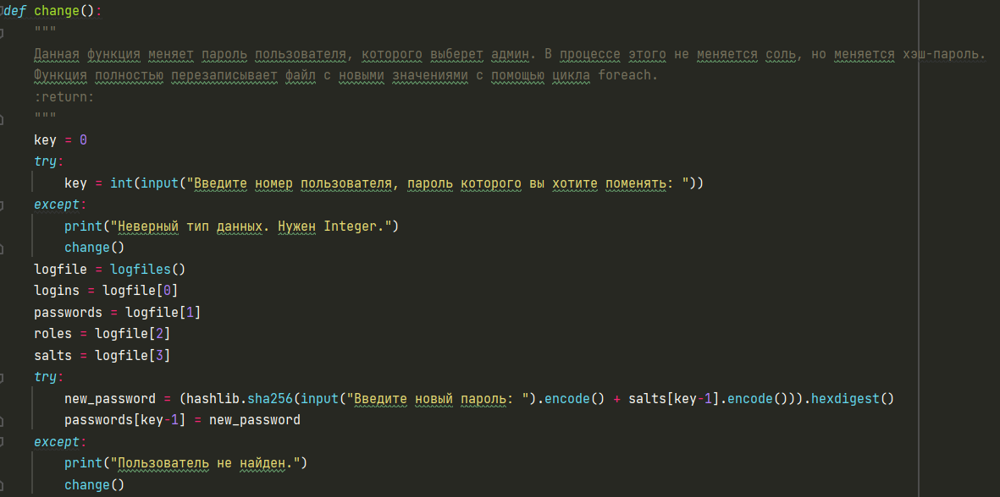 def change():
    """
    Данная функция меняет пароль пользователя, которого выберет админ. В процессе этого не меняется соль, но меняется хэш-пароль.
    Функция полностью перезаписывает файл с новыми значениями с помощью цикла foreach.
    :return:
    """
    key = 0
    try:
        key = int(input("Введите номер пользователя, пароль которого вы хотите поменять: "))
    except:
        print("Неверный тип данных. Нужен Integer.")
        change()
    logfile = logfiles()
    logins = logfile[0]
    passwords = logfile[1]
    roles = logfile[2]
    salts = logfile[3]
    try:
        new_password = (hashlib.sha256(input("Введите новый пароль: ").encode() + salts[key-1].encode())).hexdigest()
        passwords[key-1] = new_password
    except:
        print("Пользователь не найден.")
        change()